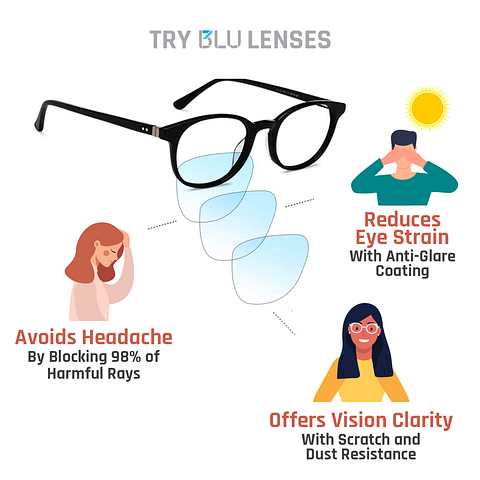 TRY BLU LENSES
Reduces
Eye Strain
With Anti-Glare
Coating
Avoids Headache
By Blocking 98% of
Harmful Rays
Offers Vision Clarity
With Scratch and
Dust Resistance